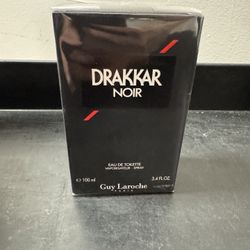 DRAKKAR
NOIR
EAU DE TOILETTE
VAPORISATEUR - SPRAY
Guy Laroche
PARIS
100 ml 3.4 FL.OZ.